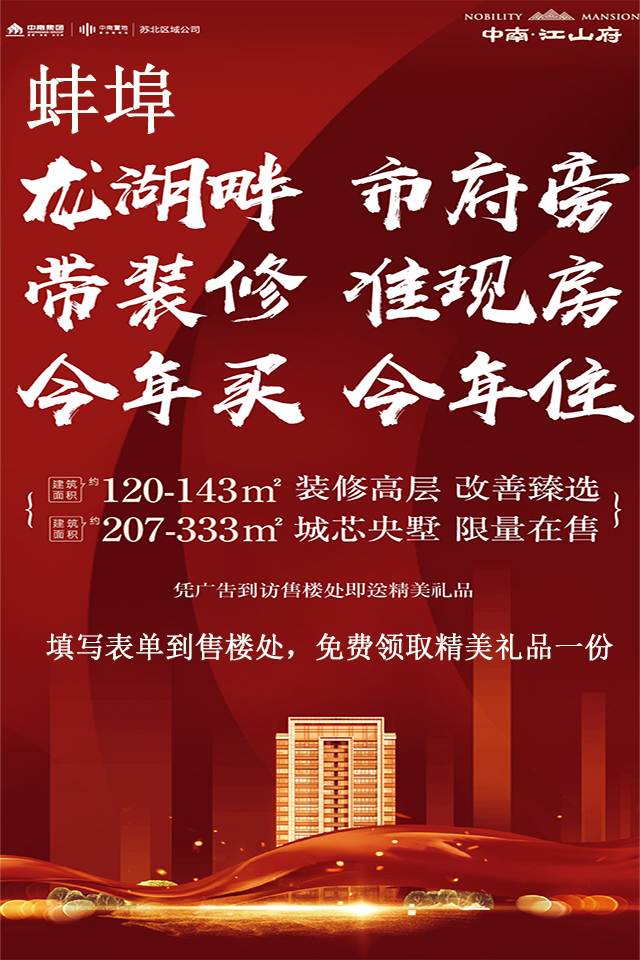 中南集团 中南置地 苏北区域公司
NOBILITY MANSION
中南·江山府
蚌埠
龙湖畔 市府旁
带装修 准现房
今年买 今年住
建筑面积 约120-143㎡ 装修高层 改善臻选
建筑面积 约207-333㎡ 城芯央墅 限量在售
凭广告到访售楼处即送精美礼品
填写表单到售楼处，免费领取精美礼品一份